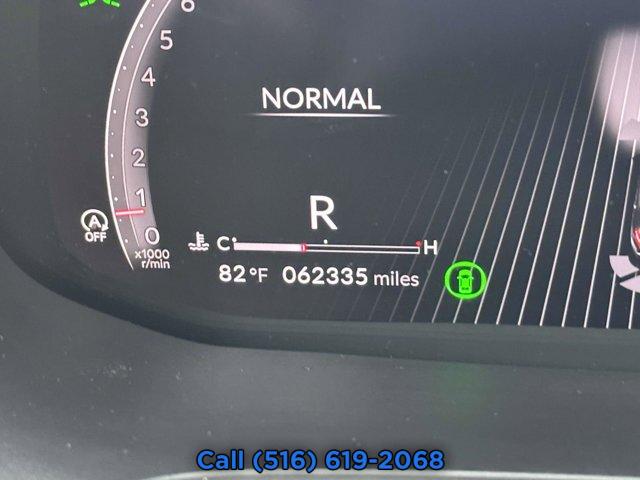 6
5
4
3
2
1
0
x1000
r/min
NORMAL
R
A
OFF
C H
82°F 062335 miles
Call (516) 619-2068